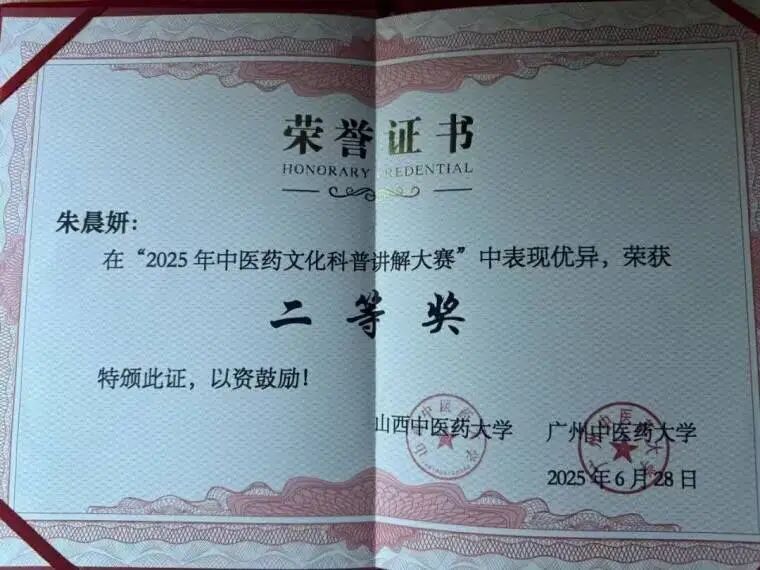 荣誉证书
HONORARY CREDENTIAL
朱晨妍:
在“2025年中医药文化科普讲解大赛”中表现优异,荣获
二等奖
特颁此证,以资鼓励!
山西中医药大学 广州中医药大学
2025年6月28日